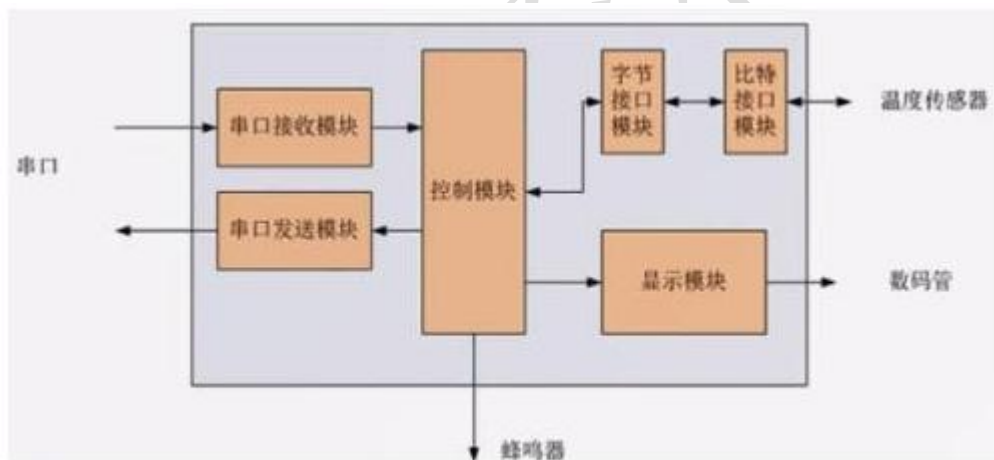 串口
串口接收模块
串口发送模块
控制模块
字节
接口
模块
比特
接口
模块
温度传感器
显示模块
数码管
蜂鸣器